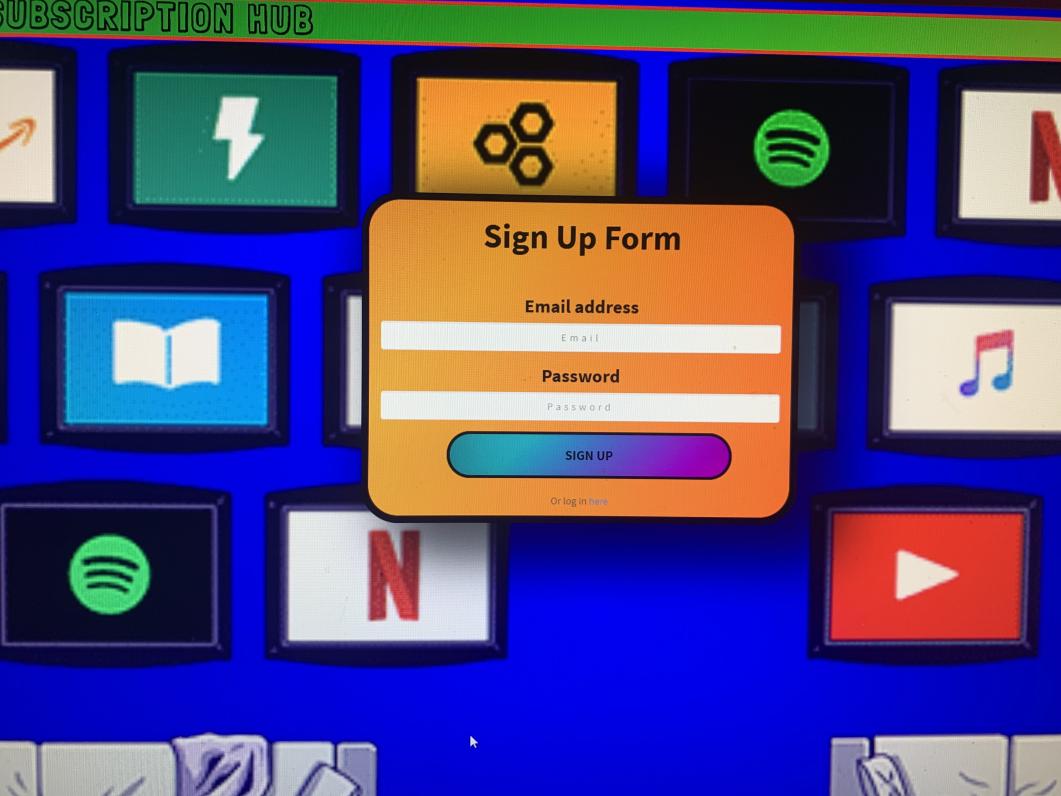 SUBSCRIPTION HUB
Sign Up Form
Email address
Email
Password
Password
SIGN UP
Or log in here
N
N